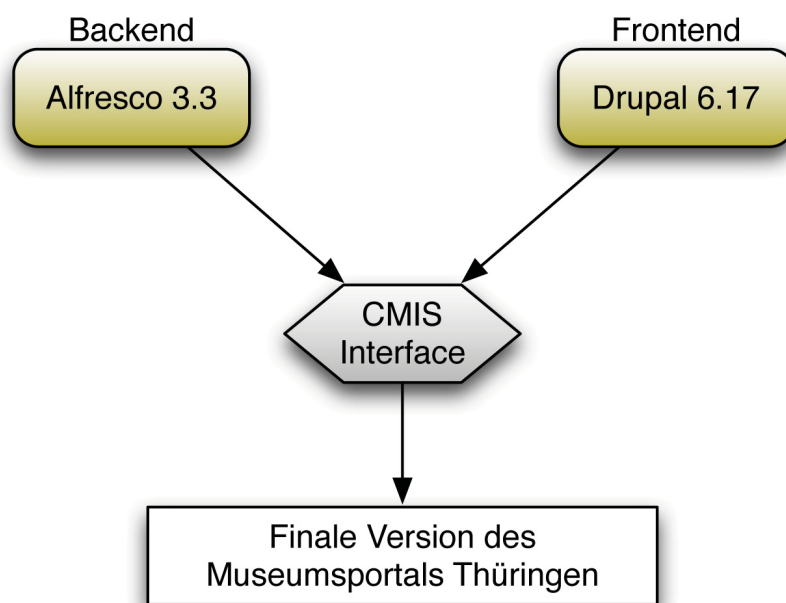 Backend
Frontend
Alfresco 3.3
Drupal 6.17
CMIS
Interface
Finale Version des
Museumsportals Thüringen